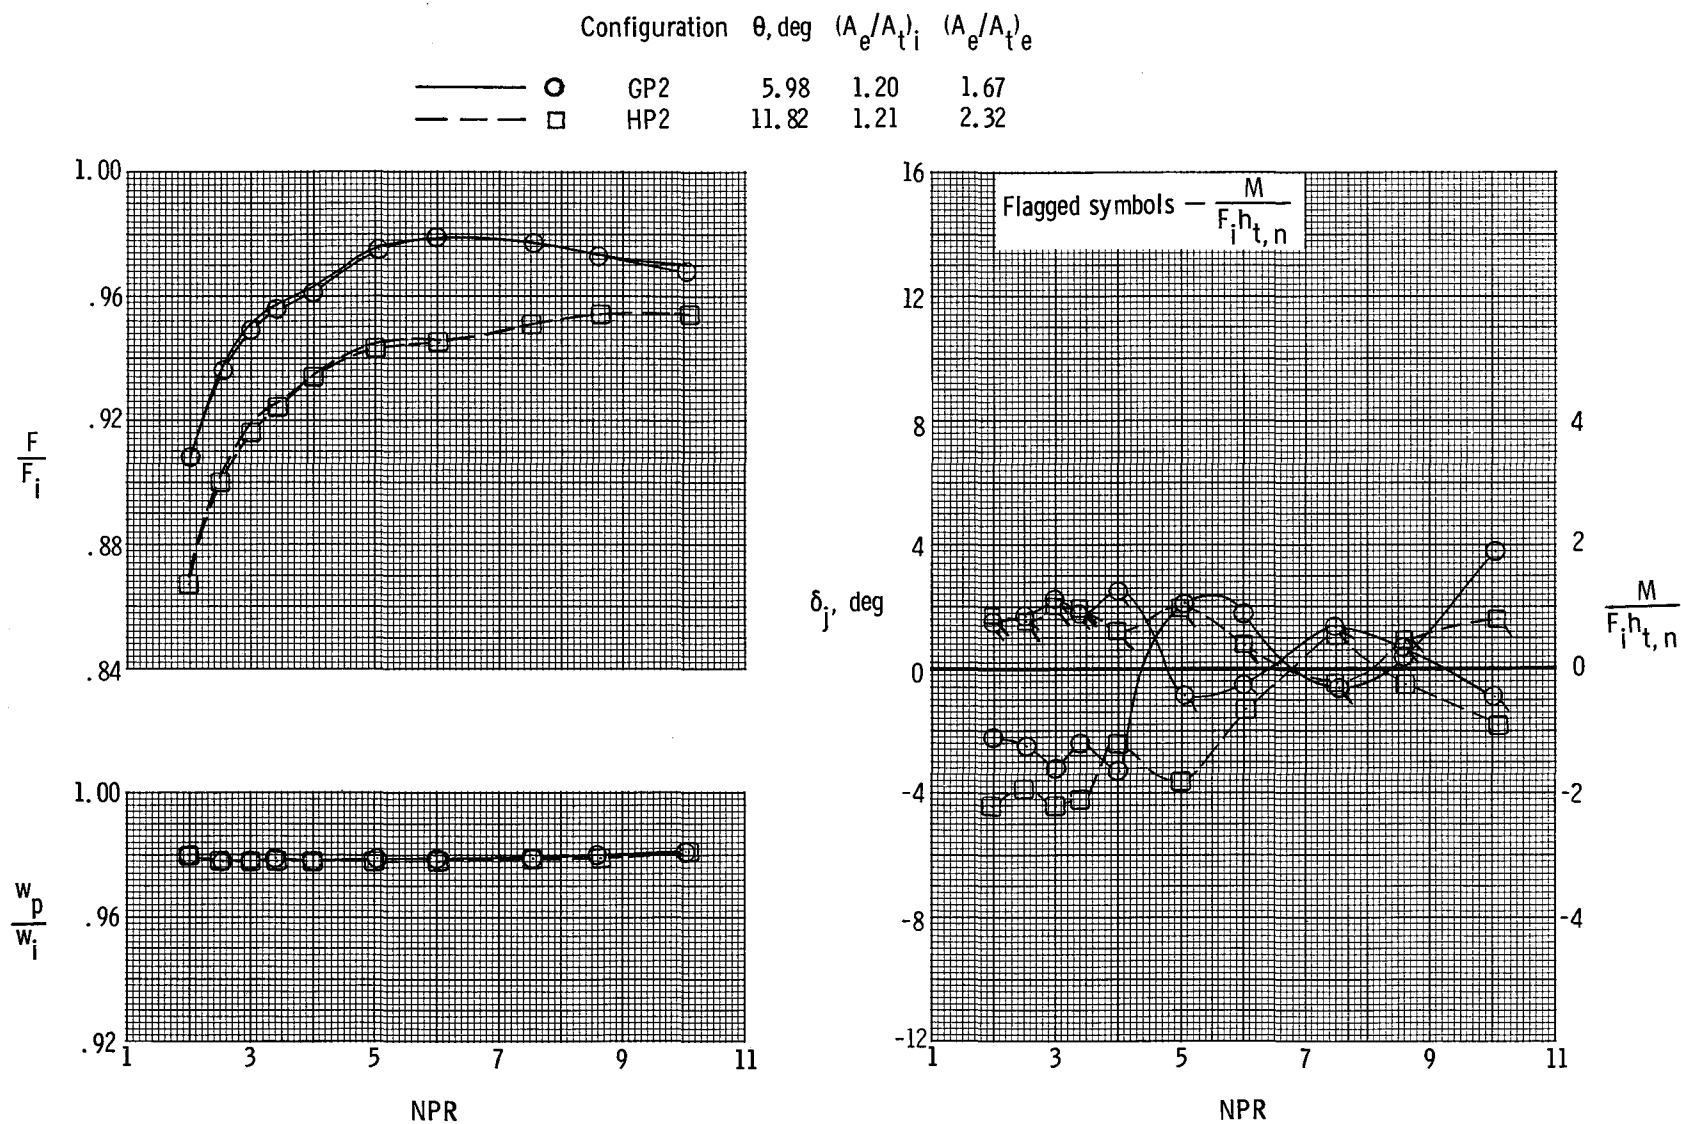 Configuration θ, deg (Ae/At)i (Ae/At)e
GP2 5.98 1.20 1.67
HP2 11.82 1.21 2.32
1.00
.96
.92
.88
.84
F
Fi
1.00
.96
.92
wp
wi
1 3 5 7 9 11
NPR
Flagged symbols — M
Fiht,n
16
12
8
4
0
-4
-8
-12
δj, deg
4
2
0
-2
-4
M
Fiht,n
1 3 5 7 9 11
NPR